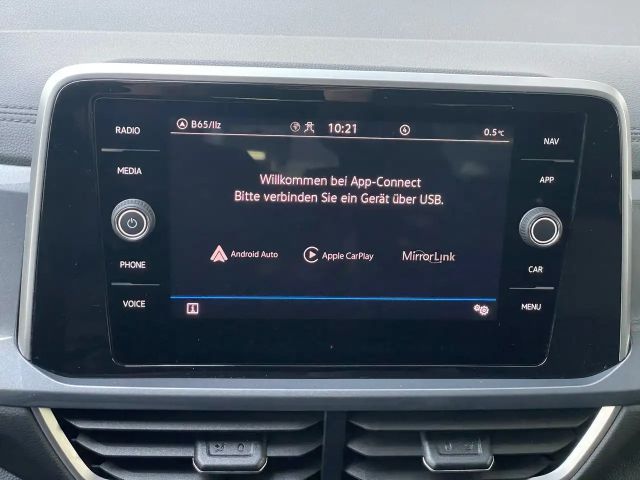 RADIO
MEDIA
PHONE
VOICE
B65/Ilz
10:21
0.5°C
Willkommen bei App-Connect
Bitte verbinden Sie ein Gerät über USB.
Android Auto
Apple CarPlay
MirrorLink
NAV
APP
CAR
MENU